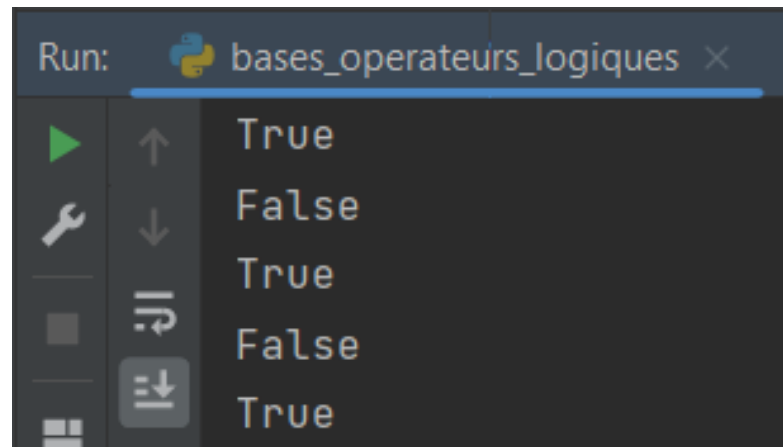 Run: bases_operateurs_logiques
True
False
True
False
True